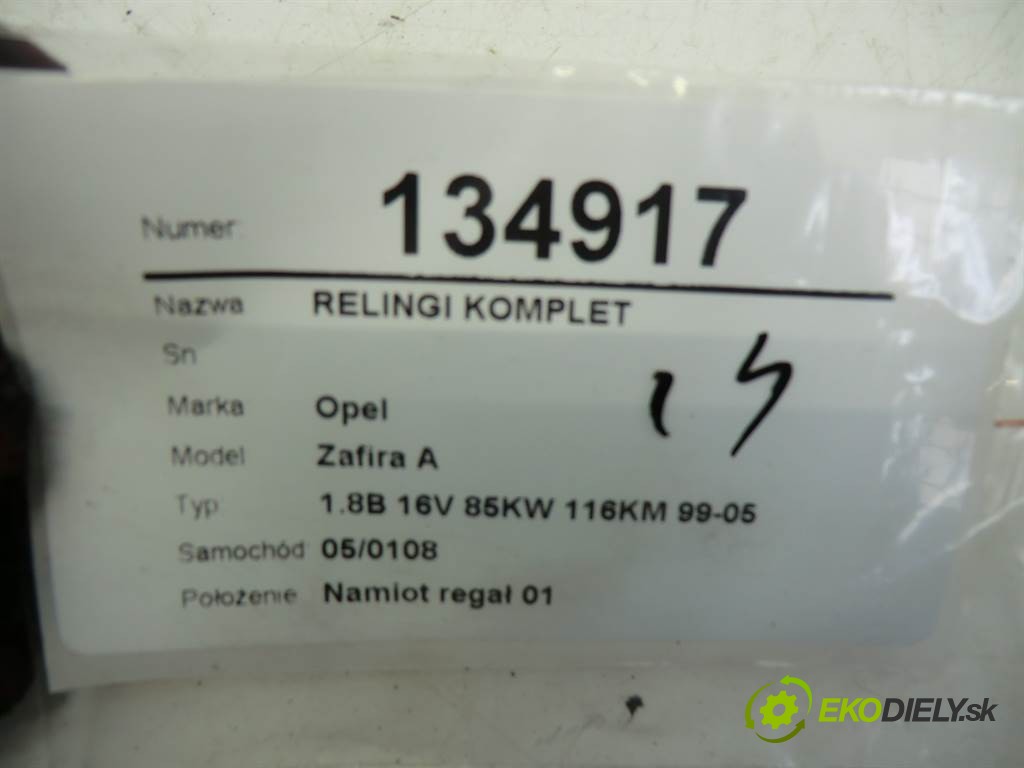 Numer: 134917
Nazwa RELINGI KOMPLET
Sn
Marka Opel
Model Zafira A
Typ 1.8B 16V 85KW 116KM 99-05
Samochód 05/0108
Położenie Namiot regał 01
EKODIELY.sk